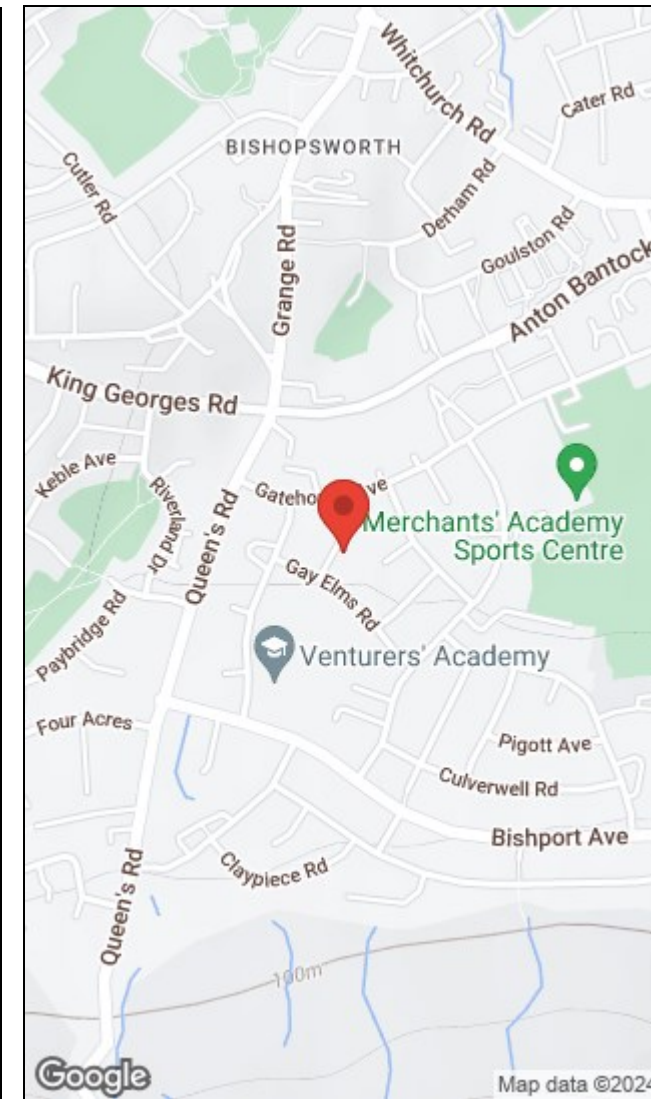 Whitchurch Rd
Cater Rd
BISHOPSWORTH
Cutler Rd
Derham Rd
Goulston Rd
Grange Rd
Anton Bantock
King Georges Rd
Keble Ave
Riverland Dr
Queen's Rd
Gateho
ve
Merchants' Academy
Sports Centre
Gay Elms Rd
Paybridge Rd
Venturers' Academy
Four Acres
Pigott Ave
Culverwell Rd
Bishport Ave
Claypiece Rd
Queen's Rd
100m
Google
Map data ©2024